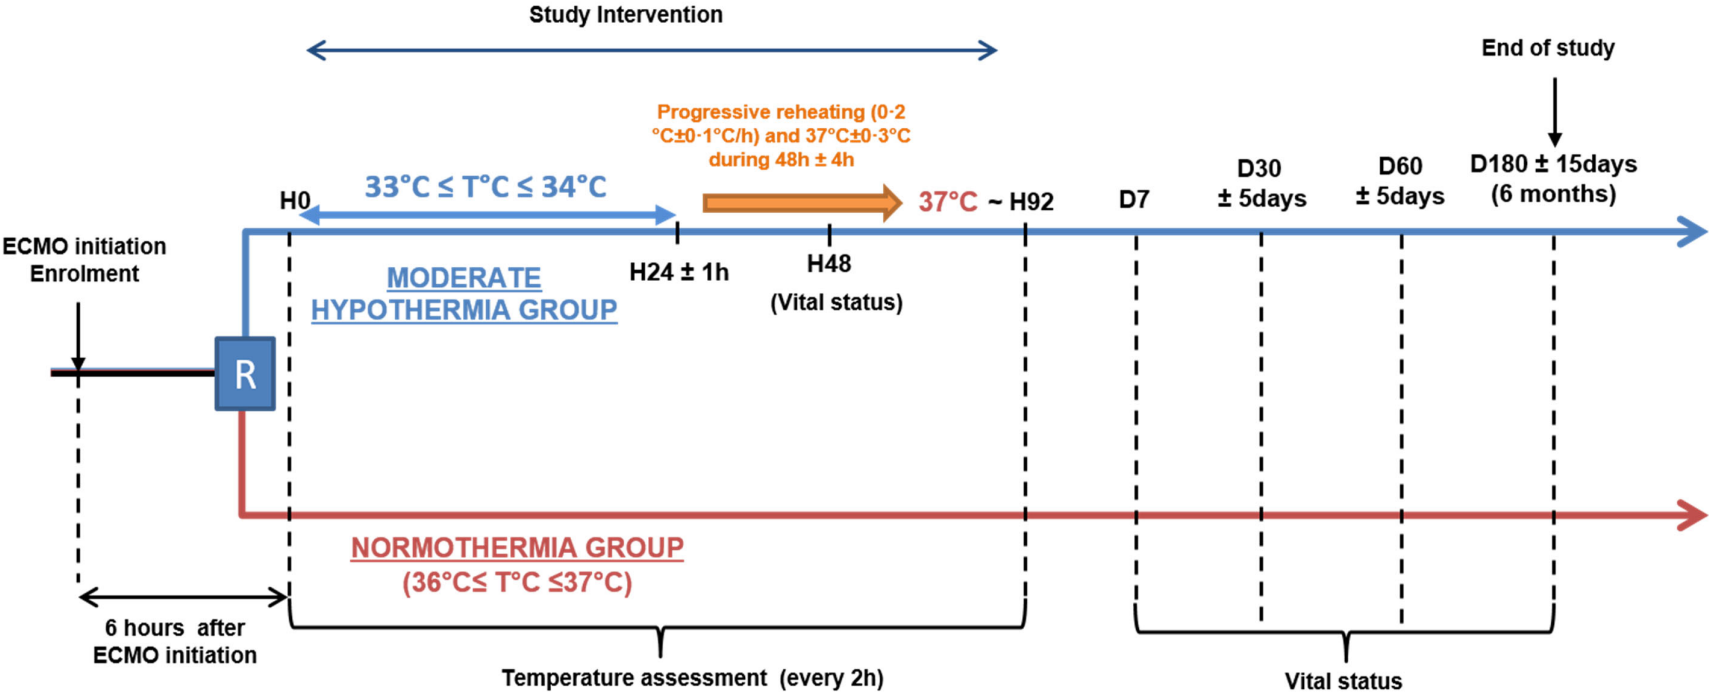 Study Intervention
End of study
Progressive reheating (0·2
°C±0·1°C/h) and 37°C±0·3°C
during 48h ± 4h
33°C ≤ T°C ≤ 34°C
H0
37°C ~ H92
D7
D30
± 5days
D60
± 5days
D180 ± 15days
(6 months)
ECMO initiation
Enrolment
H24 ± 1h
H48
(Vital status)
MODERATE
HYPOTHERMIA GROUP
R
NORMOTHERMIA GROUP
(36°C≤ T°C ≤37°C)
6 hours after
ECMO initiation
Temperature assessment (every 2h)
Vital status